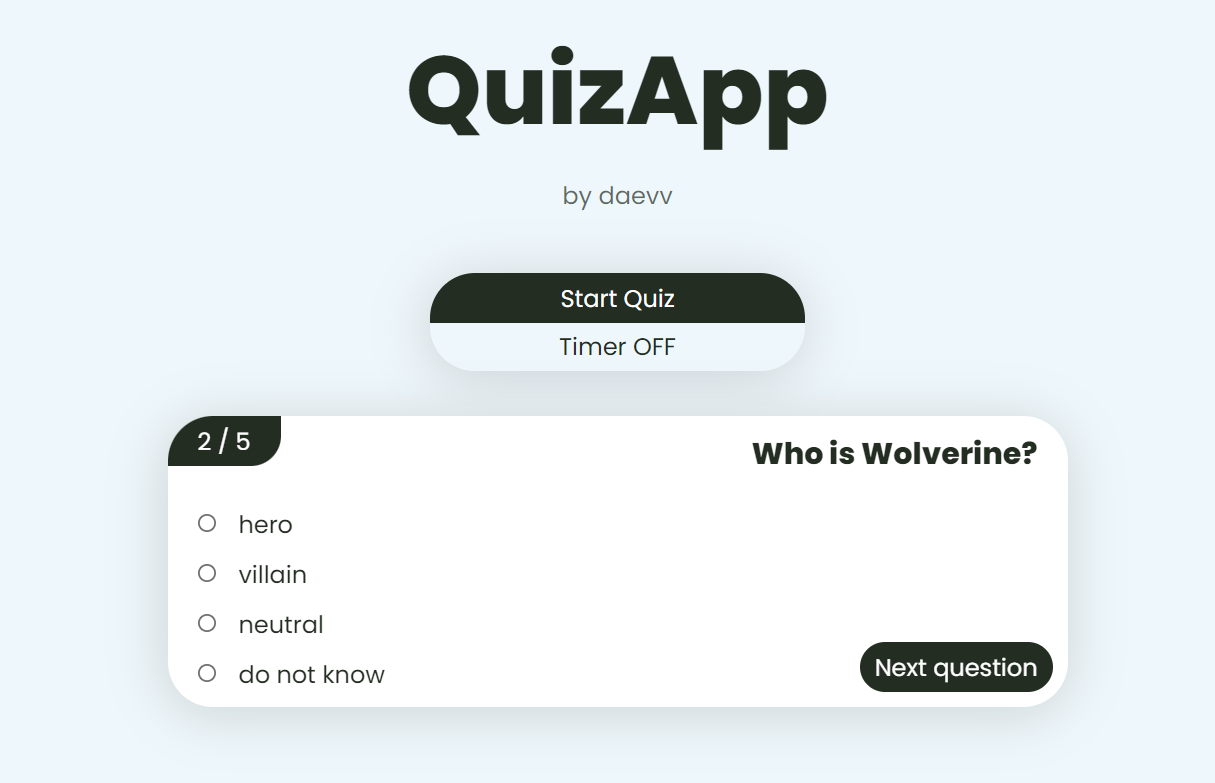 QuizApp
by daevv
Start Quiz
Timer OFF
2 / 5
Who is Wolverine?
hero
villain
neutral
do not know
Next question